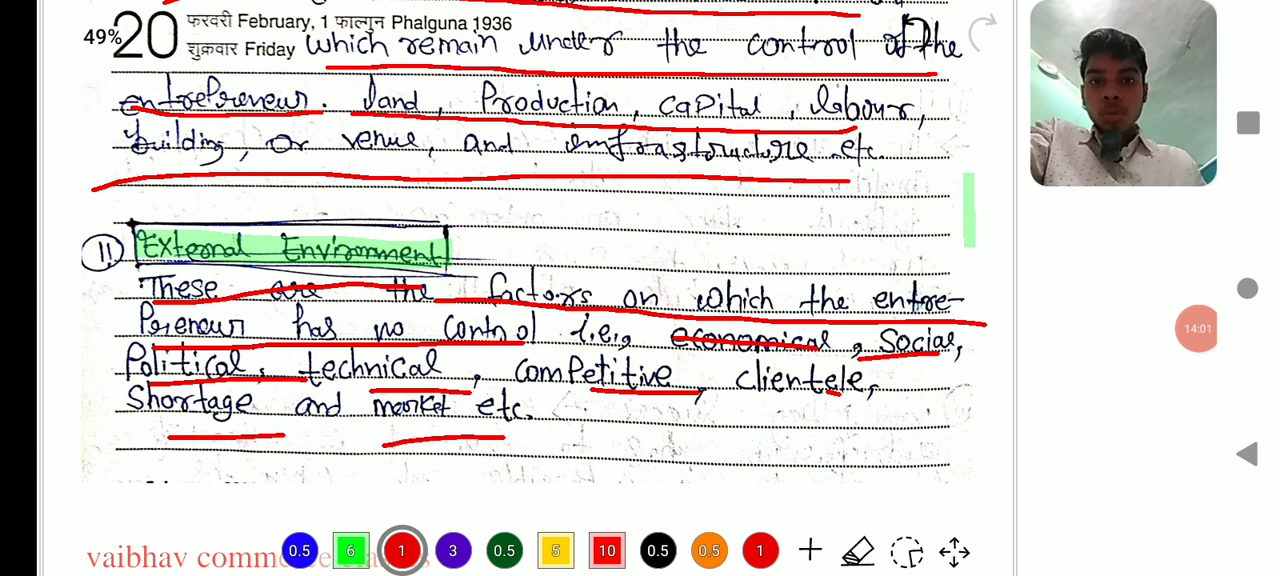 49%
20 फरवरी February, 1 फाल्गुन Phalguna 1936
शुक्रवार Friday which remain under the control of the
entrepreneur. land, Production, capital, labour,
building, or venue, and infrastructure etc.
11 External Environment
These are the factors on which the entre-
preneur has no control i.e., economical, Social,
Political, technical, competitive, clientele,
Shortage and market etc.
14:01
vaibhav comm
0.5 6 1 3 0.5 5 10 0.5 0.5 1